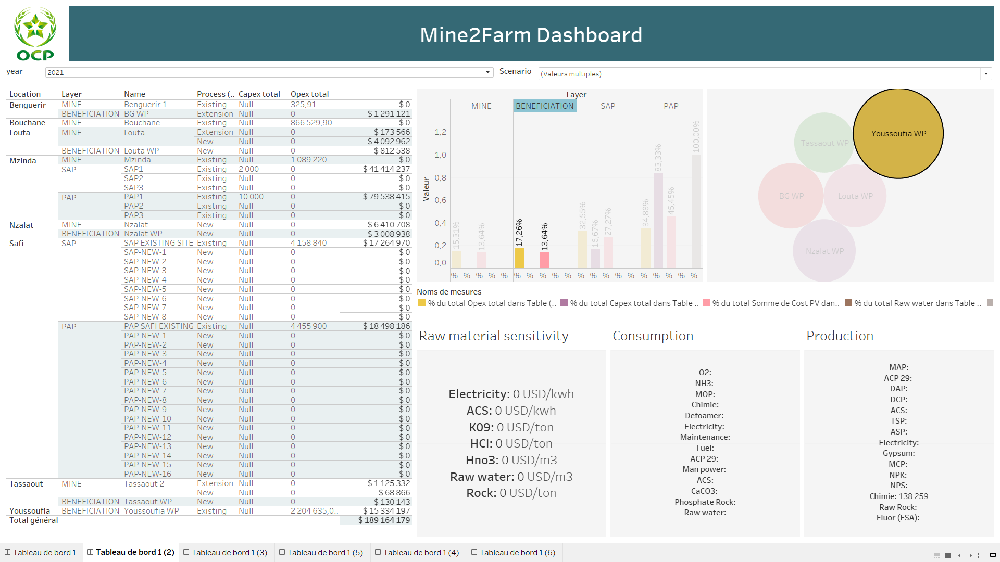 OCP
Mine2Farm Dashboard
year
2021
Scenario
(Valeurs multiples)
Location Layer Name Process (.. Capex total Opex total
Benguerir MINE Benguerir 1 Existing Null 325,91 $ 0
BENEFICIATION BG WP Extension Null 0 $ 1 291 121
Bouchane MINE Bouchane Existing Null 866 529,90.. $ 0
Louta MINE Louta Extension Null 0 $ 173 566
New Null 0 $ 4 092 962
BENEFICIATION Louta WP New Null 0 $ 812 538
Mzinda MINE Mzinda Existing Null 1 089 220 $ 0
SAP SAP1 Existing 2 000 0 $ 41 414 237
SAP2 Existing Null 0 $ 0
SAP3 Existing Null 0 $ 0
PAP PAP1 Existing 10 000 0 $ 79 538 415
PAP2 Existing Null 0 $ 0
PAP3 Existing Null 0 $ 0
Nzalat MINE Nzalat New Null 0 $ 6 410 708
BENEFICIATION Nzalat WP New Null 0 $ 3 008 938
Safi SAP SAP EXISTING SITE Existing Null 4 158 840 $ 17 264 970
SAP-NEW-1 New Null 0 $ 0
SAP-NEW-2 New Null 0 $ 0
SAP-NEW-3 New Null 0 $ 0
SAP-NEW-4 New Null 0 $ 0
SAP-NEW-5 New Null 0 $ 0
SAP-NEW-6 New Null 0 $ 0
SAP-NEW-7 New Null 0 $ 0
SAP-NEW-8 New Null 0 $ 0
PAP PAP SAFI EXISTING Existing Null 4 455 900 $ 18 498 186
PAP-NEW-1 New Null 0 $ 0
PAP-NEW-2 New Null 0 $ 0
PAP-NEW-3 New Null 0 $ 0
PAP-NEW-4 New Null 0 $ 0
PAP-NEW-5 New Null 0 $ 0
PAP-NEW-6 New Null 0 $ 0
PAP-NEW-7 New Null 0 $ 0
PAP-NEW-8 New Null 0 $ 0
PAP-NEW-9 New Null 0 $ 0
PAP-NEW-10 New Null 0 $ 0
PAP-NEW-11 New Null 0 $ 0
PAP-NEW-12 New Null 0 $ 0
PAP-NEW-13 New Null 0 $ 0
PAP-NEW-14 New Null 0 $ 0
PAP-NEW-15 New Null 0 $ 0
PAP-NEW-16 New Null 0 $ 0
Tassaout MINE Tassaout 2 Extension Null 0 $ 1 125 332
New Null 0 $ 68 866
BENEFICIATION Tassaout WP New Null 0 $ 130 143
Youssoufia BENEFICIATION Youssoufia WP Existing Null 2 204 635,0.. $ 15 334 197
Total général $ 189 164 179
Layer
MINE BENEFICIATION SAP PAP
Valeur
1,2
1,0
0,8
0,6
0,4
0,2
0,0
15,31% 13,64% 17,26% 13,64% 32,55% 16,67% 27,27% 34,88% 83,33% 45,45% 100,00%
%.. %.. %.. %.. %.. %.. %.. %.. %.. %.. %.. %.. %.. %.. %.. %.. %.. %.. %.. %..
Youssoufia WP
Tassaout WP
BG WP
Louta WP
Nzalat WP
Noms de mesures
% du total Opex total dans Table (.. % du total Capex total dans Table .. % du total Somme de Cost PV dan.. % du total Raw water dans Table ..
Raw material sensitivity
Electricity: 0 USD/kwh
ACS: 0 USD/kwh
K09: 0 USD/ton
HCl: 0 USD/ton
Hno3: 0 USD/m3
Raw water: 0 USD/m3
Rock: 0 USD/ton
Consumption
O2:
NH3:
MOP:
Chimie:
Defoamer:
Electricity:
Maintenance:
Fuel:
ACP 29:
Man power:
ACS:
CaCO3:
Phosphate Rock:
Raw water:
Production
MAP:
ACP 29:
DAP:
DCP:
ACS:
TSP:
ASP:
Electricity:
Gypsum:
MCP:
NPK:
NPS:
Chimie: 138 259
Raw Rock:
Fluor (FSA):
Tableau de bord 1 Tableau de bord 1 (2) Tableau de bord 1 (3) Tableau de bord 1 (5) Tableau de bord 1 (4) Tableau de bord 1 (6)